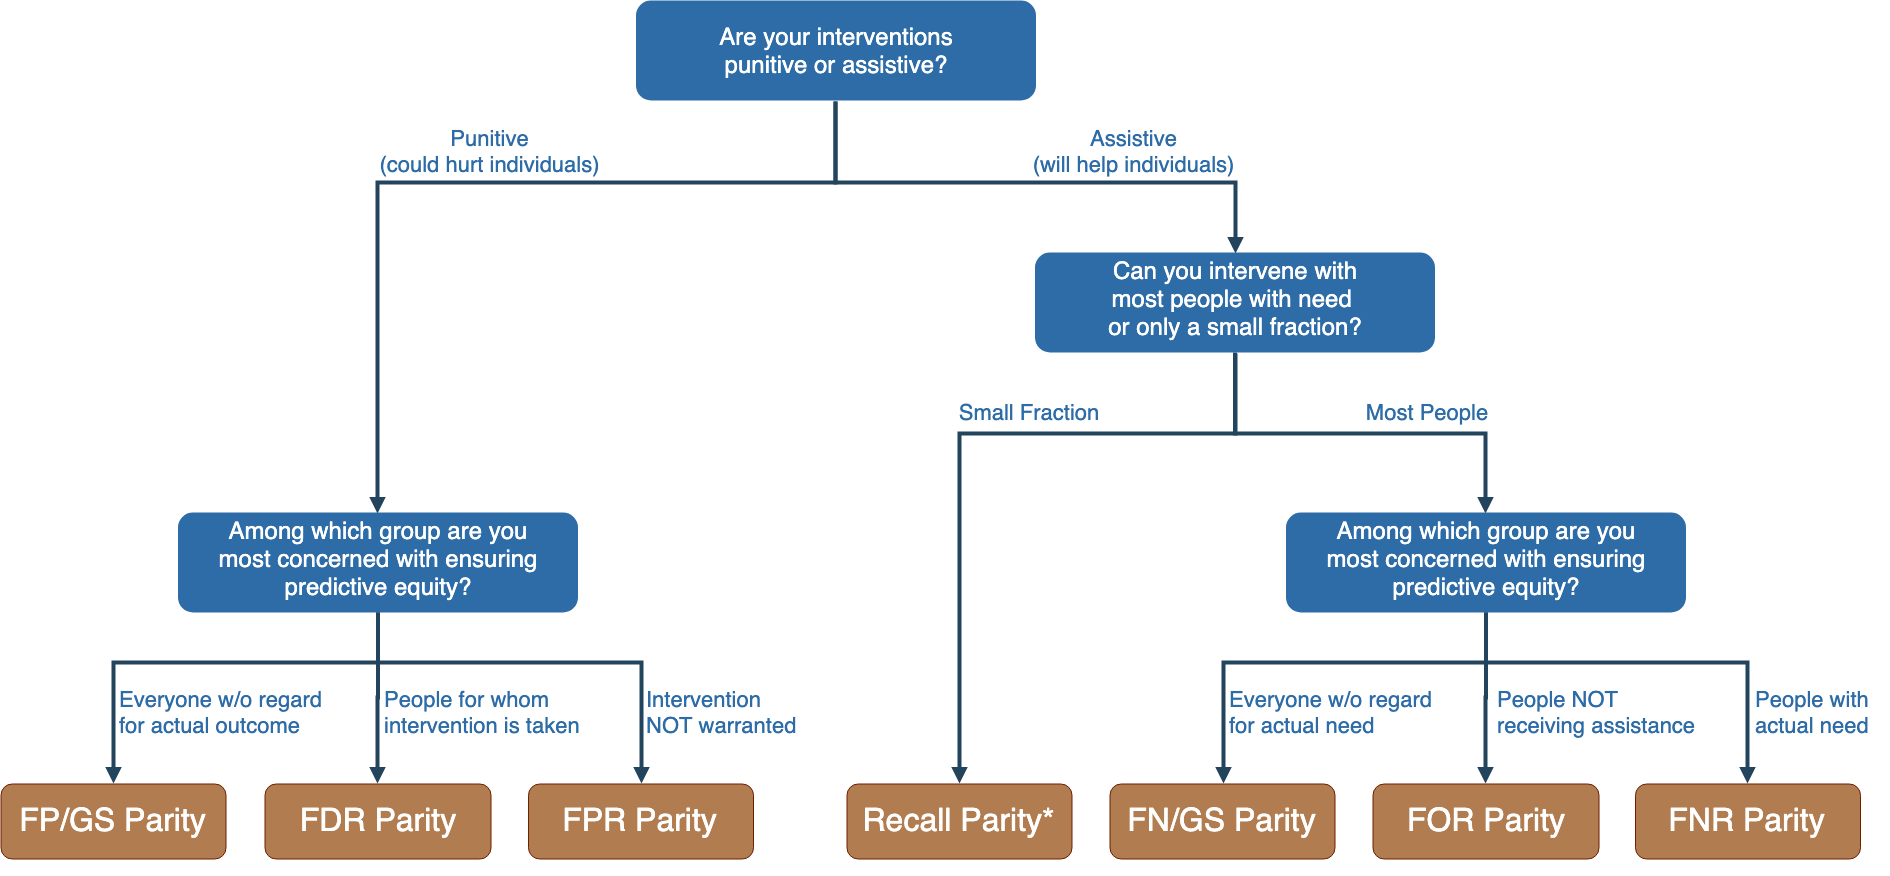 Are your interventions
punitive or assistive?
Punitive
(could hurt individuals)
Assistive
(will help individuals)
Can you intervene with
most people with need
or only a small fraction?
Small Fraction
Most People
Among which group are you
most concerned with ensuring
predictive equity?
Among which group are you
most concerned with ensuring
predictive equity?
Everyone w/o regard
for actual outcome
People for whom
intervention is taken
Intervention
NOT warranted
Everyone w/o regard
for actual need
People NOT
receiving assistance
People with
actual need
FP/GS Parity
FDR Parity
FPR Parity
Recall Parity*
FN/GS Parity
FOR Parity
FNR Parity